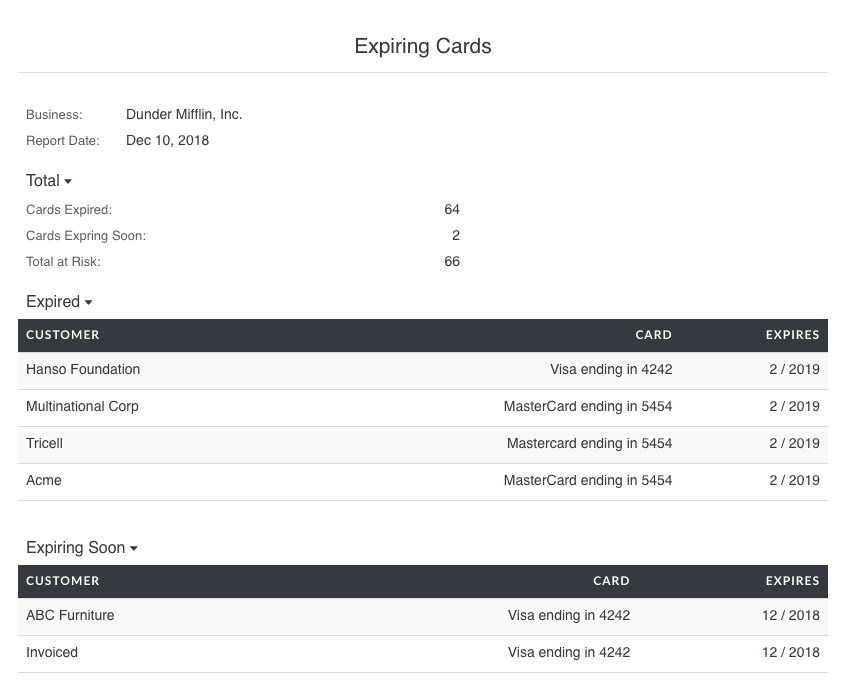 Expiring Cards
Business: Dunder Mifflin, Inc.
Report Date: Dec 10, 2018
Total
Cards Expired: 64
Cards Expring Soon: 2
Total at Risk: 66
Expired
CUSTOMER CARD EXPIRES
Hanso Foundation Visa ending in 4242 2 / 2019
Multinational Corp MasterCard ending in 5454 2 / 2019
Tricell Mastercard ending in 5454 2 / 2019
Acme MasterCard ending in 5454 2 / 2019
Expiring Soon
CUSTOMER CARD EXPIRES
ABC Furniture Visa ending in 4242 12 / 2018
Invoiced Visa ending in 4242 12 / 2018